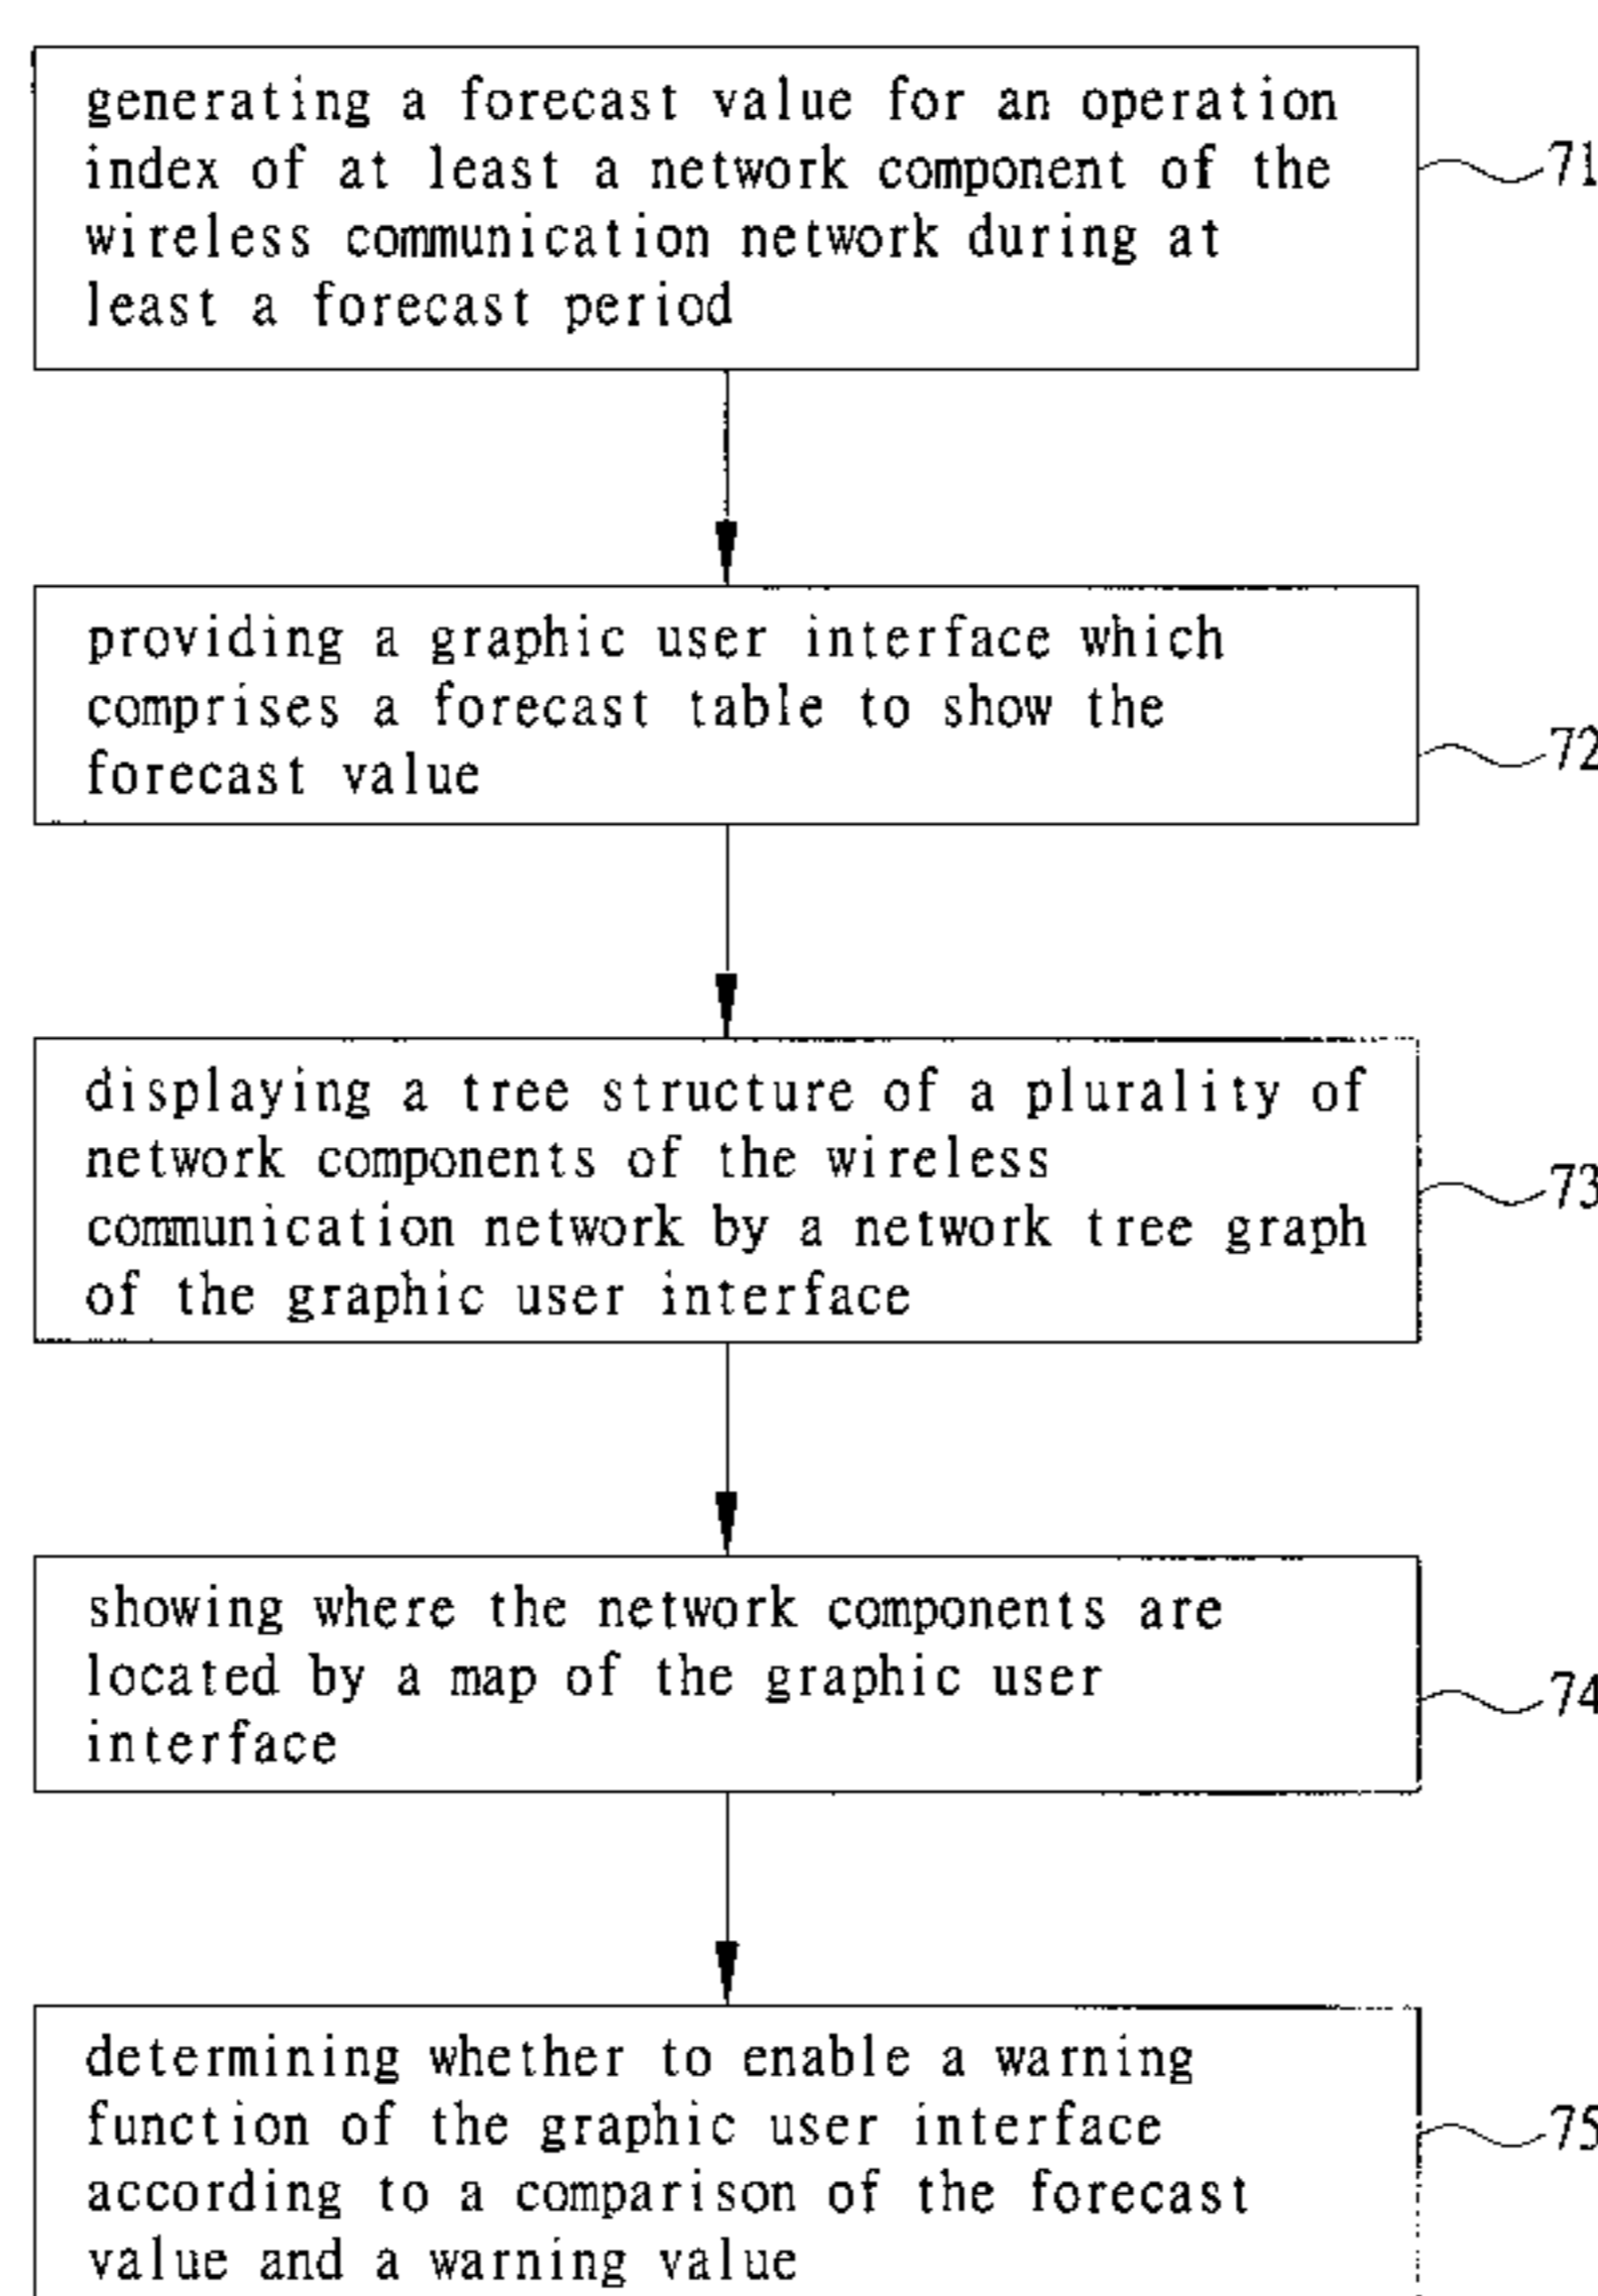 generating a forecast value for an operation
index of at least a network component of the
wireless communication network during at
least a forecast period
71
providing a graphic user interface which
comprises a forecast table to show the
forecast value
72
displaying a tree structure of a plurality of
network components of the wireless
communication network by a network tree graph
of the graphic user interface
73
showing where the network components are
located by a map of the graphic user
interface
74
determining whether to enable a warning
function of the graphic user interface
according to a comparison of the forecast
value and a warning value
75